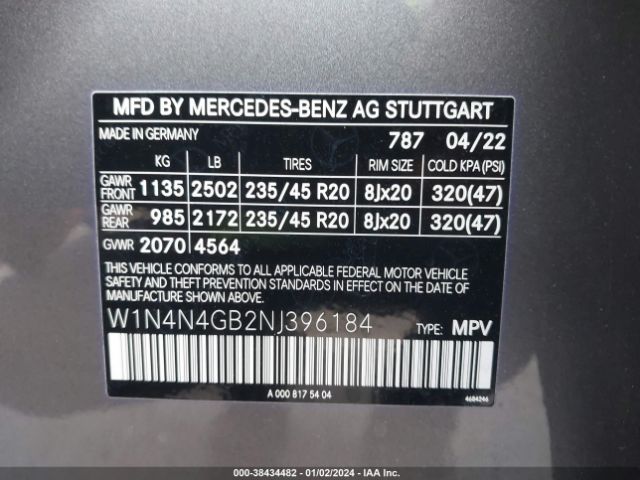 MFD BY MERCEDES-BENZ AG STUTTGART
MADE IN GERMANY 787 04/22
KG LB TIRES RIM SIZE COLD KPA (PSI)
GAWR FRONT 1135 2502 235/45 R20 8Jx20 320(47)
GAWR REAR 985 2172 235/45 R20 8Jx20 320(47)
GVWR 2070 4564
THIS VEHICLE CONFORMS TO ALL APPLICABLE FEDERAL MOTOR VEHICLE
SAFETY AND THEFT PREVENTION STANDARDS IN EFFECT ON THE DATE
OF MANUFACTURE SHOWN ABOVE.
W1N4N4GB2NJ396184 TYPE: MPV
A 000 817 54 04 4684246
000-38434482 - 01/02/2024 - IAAI.COM